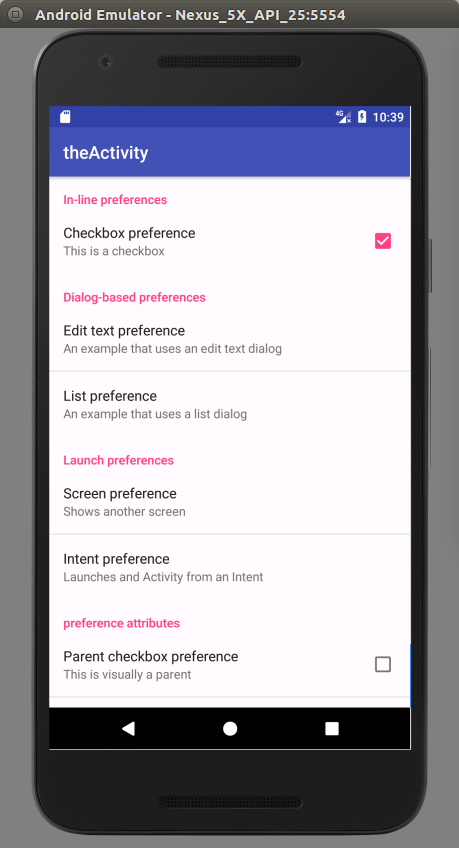 Android Emulator - Nexus_5X_API_25:5554
4G 10:39
theActivity
In-line preferences
Checkbox preference
This is a checkbox
Dialog-based preferences
Edit text preference
An example that uses an edit text dialog
List preference
An example that uses a list dialog
Launch preferences
Screen preference
Shows another screen
Intent preference
Launches and Activity from an Intent
preference attributes
Parent checkbox preference
This is visually a parent